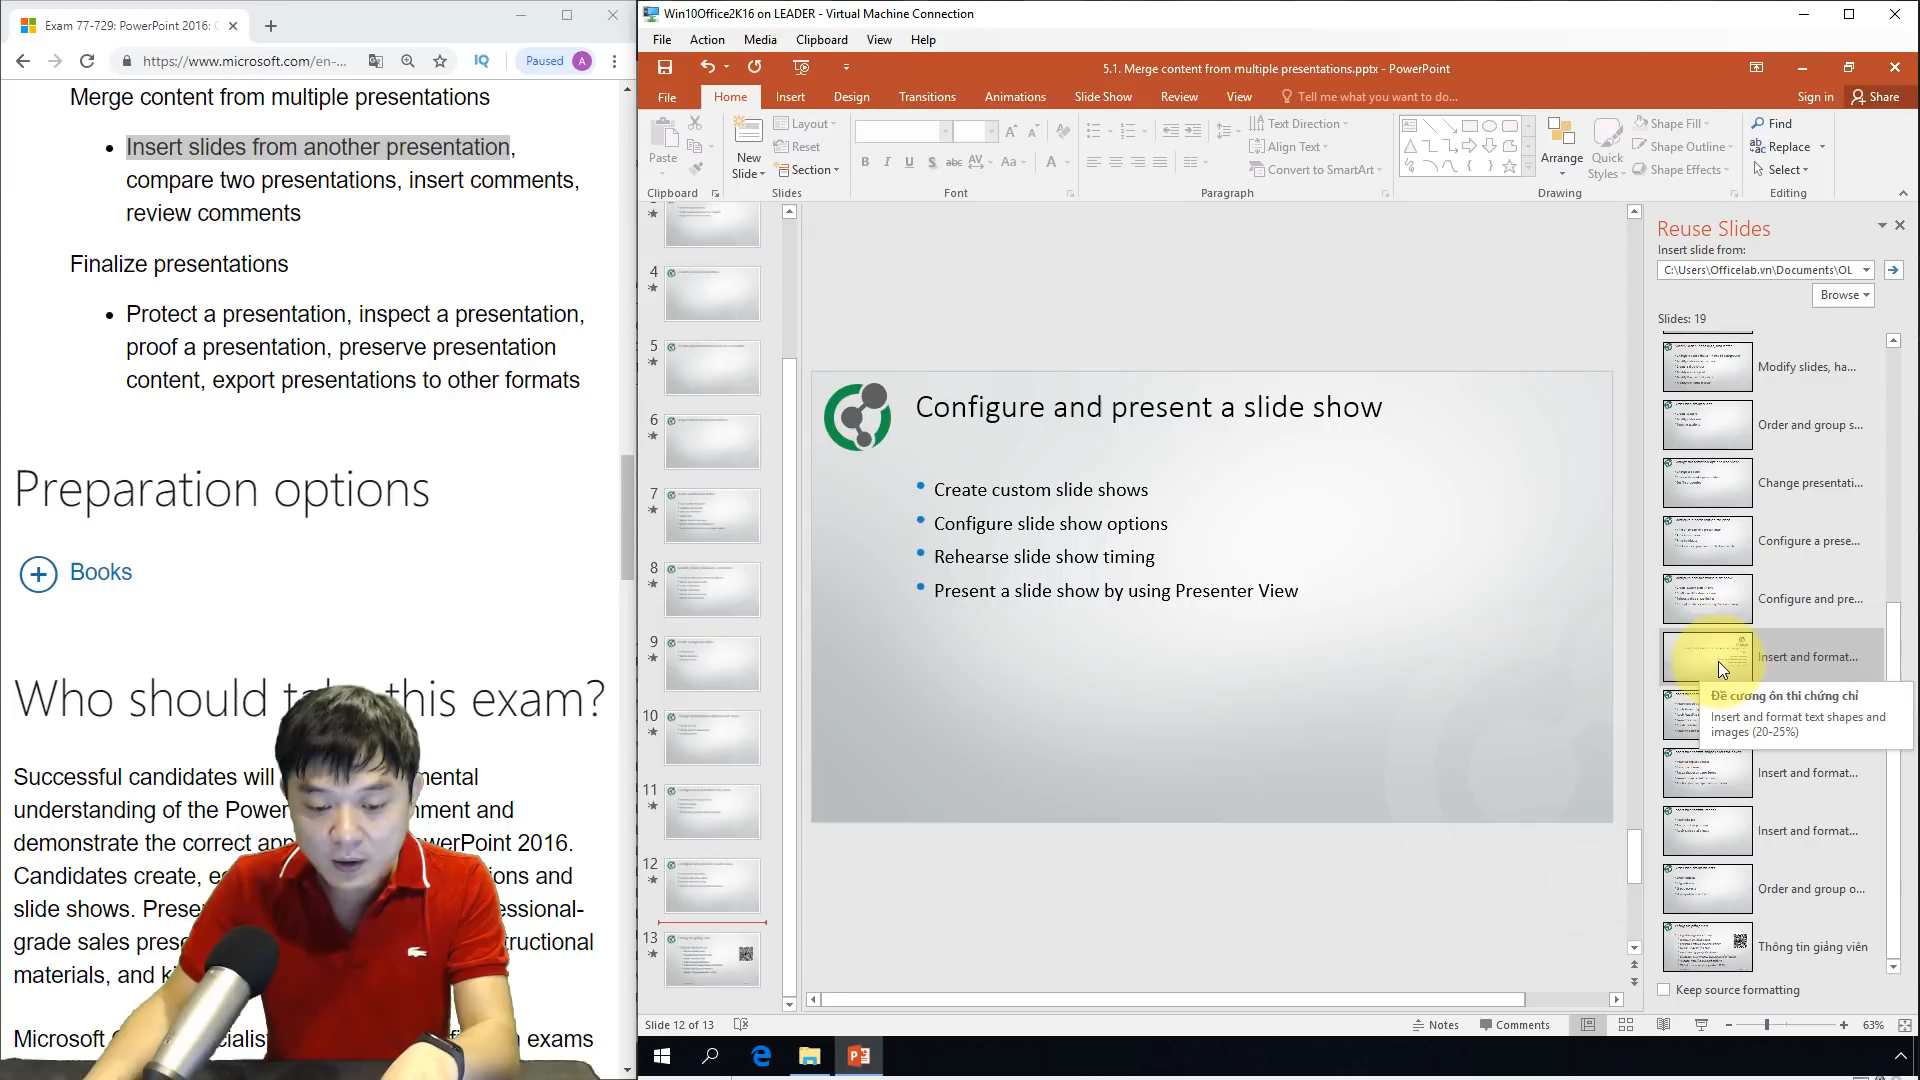 Exam 77-729: PowerPoint 2016:
https://www.microsoft.com/en-...
Paused
A
Merge content from multiple presentations
Insert slides from another presentation,
compare two presentations, insert comments,
review comments
Finalize presentations
Protect a presentation, inspect a presentation,
proof a presentation, preserve presentation
content, export presentations to other formats
Preparation options
Books
Who should this exam?
Successful candidates will mental
understanding of the Power nment and
demonstrate the correct app werPoint 2016.
Candidates create, ions and
slide shows. Prese essional-
grade sales pres tructional
materials, and
Microsoft exams
Win10Office2K16 on LEADER - Virtual Machine Connection
File Action Media Clipboard View Help
5.1. Merge content from multiple presentations.pptx - PowerPoint
File Home Insert Design Transitions Animations Slide Show Review View Tell me what you want to do...
Sign in Share
Paste
Clipboard
New
Slide
Layout
Reset
Section
Slides
Font
Text Direction
Align Text
Convert to SmartArt
Paragraph
Arrange
Quick
Styles
Shape Fill
Shape Outline
Shape Effects
Drawing
Find
Replace
Select
Editing
4
5
6
7
8
9
10
11
12
13
Configure and present a slide show
Create custom slide shows
Configure slide show options
Rehearse slide show timing
Present a slide show by using Presenter View
Reuse Slides
Insert slide from:
C:\Users\Officelab.vn\Documents\OL
Browse
Slides: 19
Modify slides, ha...
Order and group s...
Change presentati...
Configure a prese...
Configure and pre...
Insert and format...
Đề cương ôn thi chứng chỉ
Insert and format text shapes and
images (20-25%)
Insert and format...
Insert and format...
Order and group o...
Thông tin giảng viên
Keep source formatting
Slide 12 of 13
Notes
Comments
63%